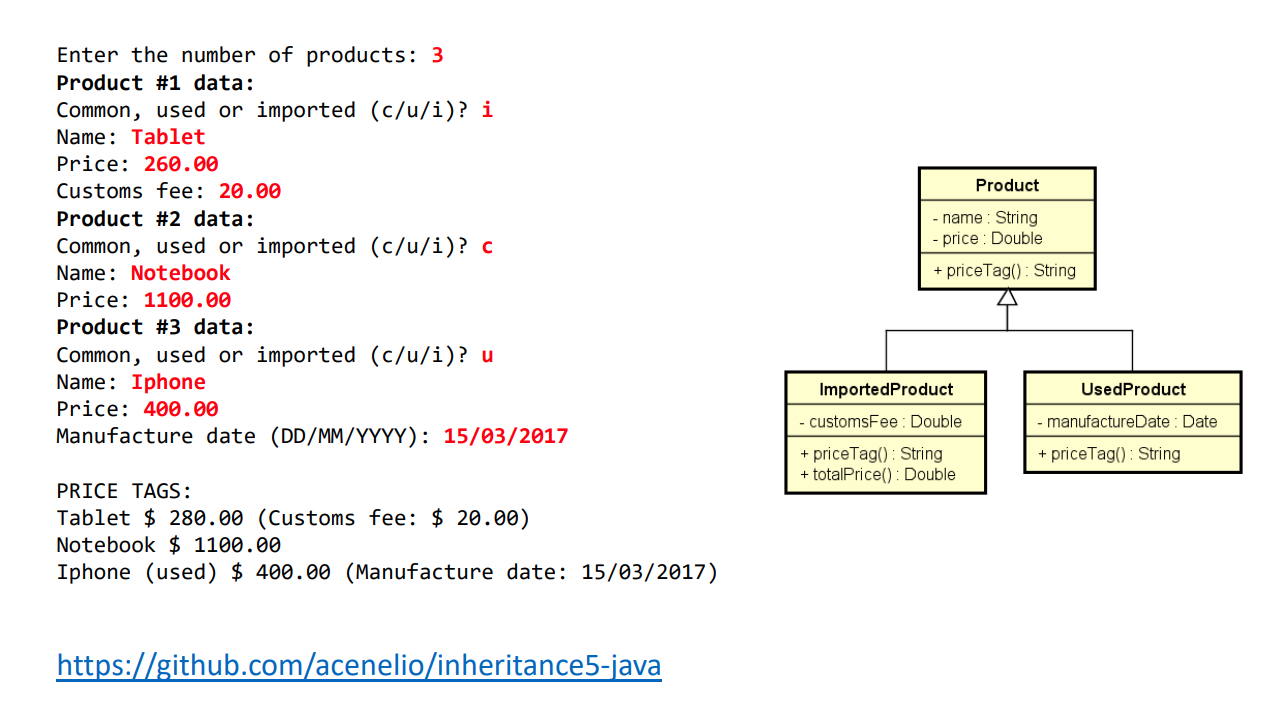 Enter the number of products: 3
Product #1 data:
Common, used or imported (c/u/i)? i
Name: Tablet
Price: 260.00
Customs fee: 20.00
Product #2 data:
Common, used or imported (c/u/i)? c
Name: Notebook
Price: 1100.00
Product #3 data:
Common, used or imported (c/u/i)? u
Name: Iphone
Price: 400.00
Manufacture date (DD/MM/YYYY): 15/03/2017
PRICE TAGS:
Tablet $ 280.00 (Customs fee: $ 20.00)
Notebook $ 1100.00
Iphone (used) $ 400.00 (Manufacture date: 15/03/2017)
https://github.com/acenelio/inheritance5-java
Product
- name : String
- price : Double
+ priceTag() : String
ImportedProduct
- customsFee : Double
+ priceTag() : String
+ totalPrice() : Double
UsedProduct
- manufactureDate : Date
+ priceTag() : String